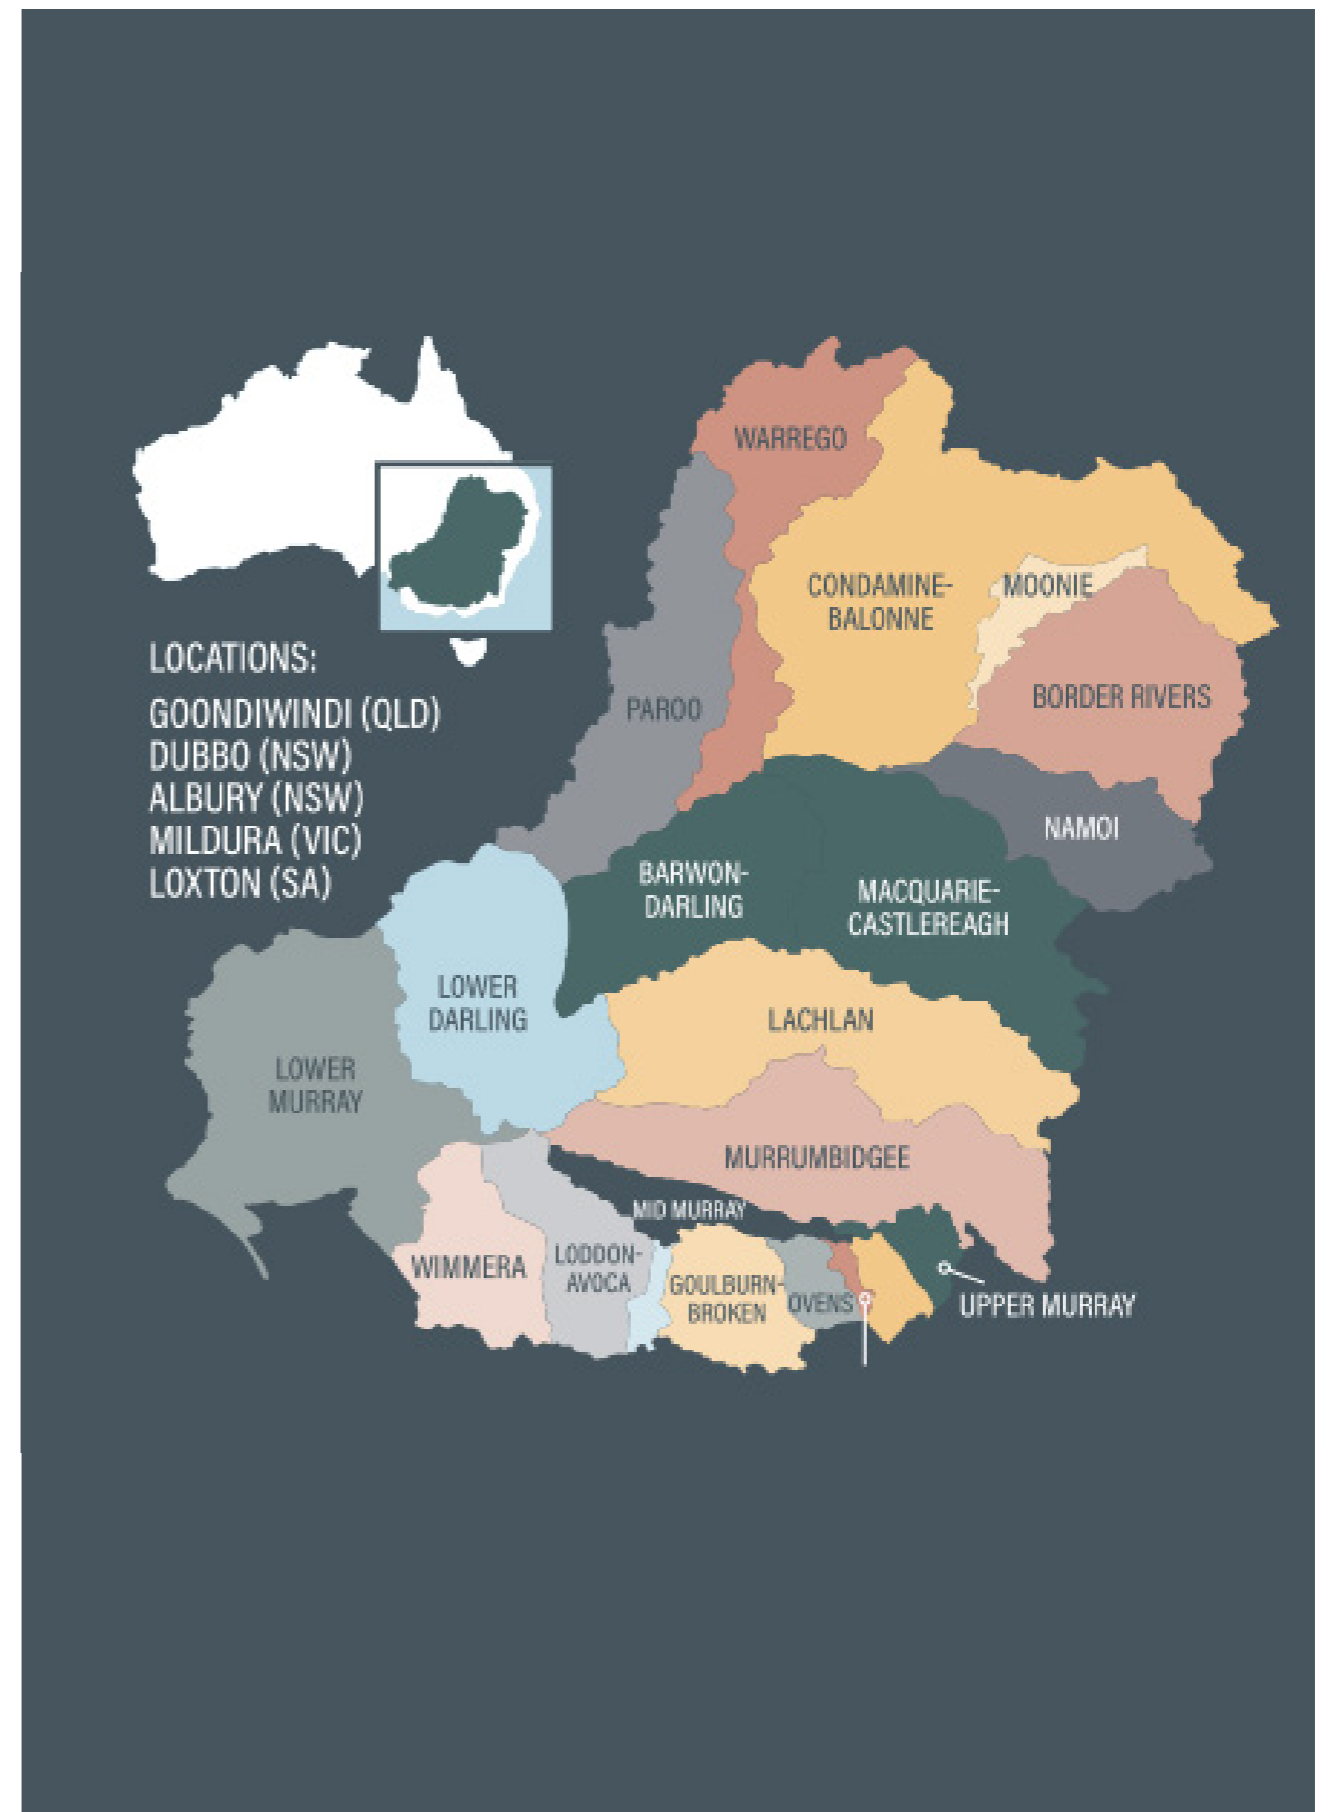 LOCATIONS:
GOONDIWINDI (QLD)
DUBBO (NSW)
ALBURY (NSW)
MILDURA (VIC)
LOXTON (SA)
WARREGO
CONDAMINE-
BALONNE
MOONIE
BORDER RIVERS
PAROO
NAMOI
BARWON-
DARLING
MACQUARIE-
CASTLEREAGH
LOWER
DARLING
LACHLAN
LOWER
MURRAY
MURRUMBIDGEE
MID MURRAY
WIMMERA
LODDON-
AVOCA
GOULBURN-
BROKEN
OVENS
UPPER MURRAY